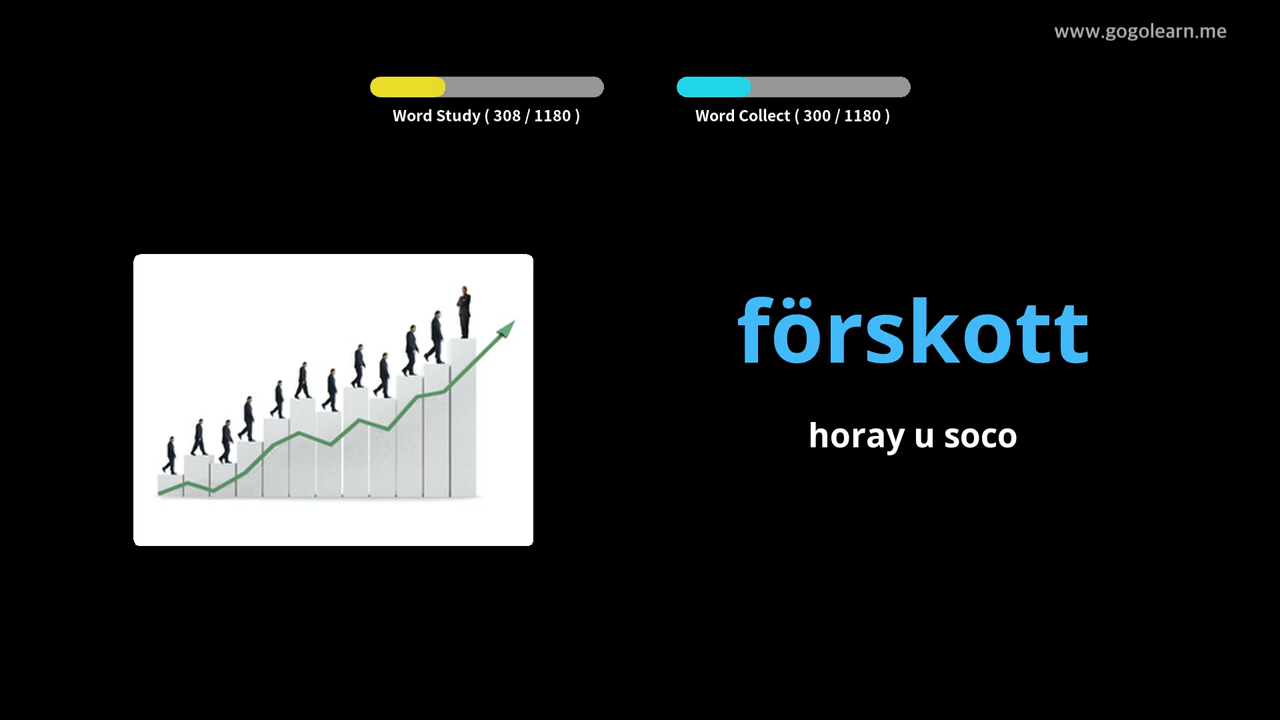 www.gogolearn.me
Word Study ( 308 / 1180 )
Word Collect ( 300 / 1180 )
förskott
horay u soco